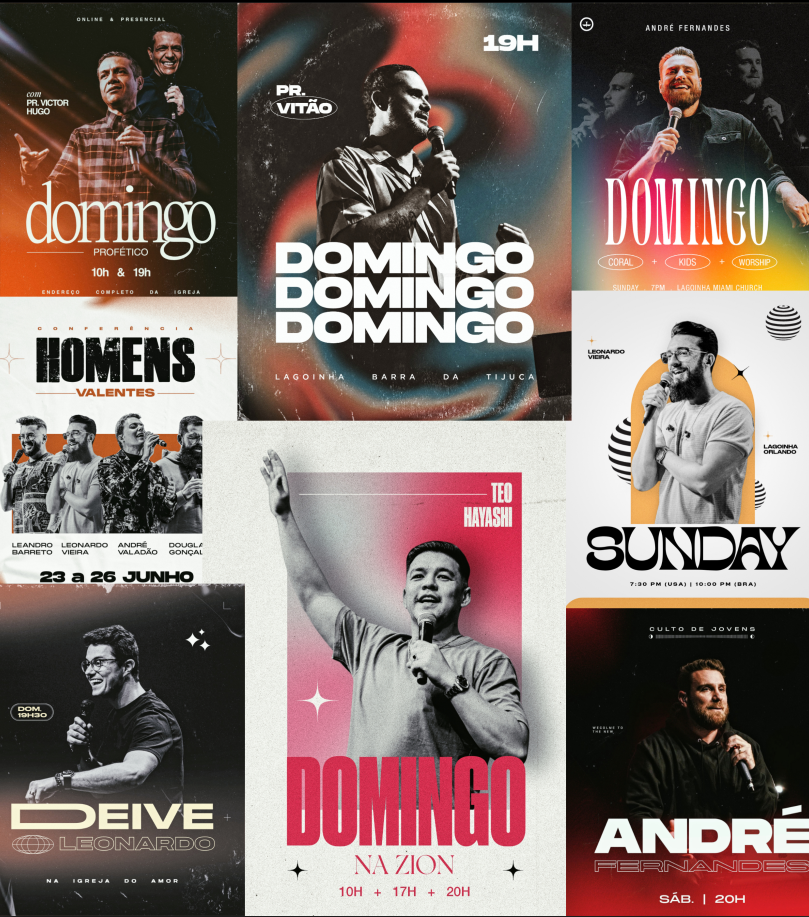 ONLINE & PRESENCIAL
com
PR. VICTOR
HUGO
domingo
PROFÉTICO
10h & 19h
ENDEREÇO COMPLETO DA IGREJA
19H
PR.
VITÃO
DOMINGO
DOMINGO
DOMINGO
LAGOINHA BARRA DA TIJUCA
ANDRÉ FERNANDES
DOMINGO
CORAL + KIDS + WORSHIP
SUNDAY 7PM LAGOINHA MIAMI CHURCH
CONFERÊNCIA
HOMENS
VALENTES
LEANDRO
BARRETO
LEONARDO
VIEIRA
ANDRÉ
VALADÃO
DOUGLA
GONÇAL
23 a 26 JUNHO
LEONARDO
VIEIRA
LAGOINHA
ORLANDO
SUNDAY
7:30 PM (USA) | 10:00 PM (BRA)
TEO
HAYASHI
DOMINGO
NA ZION
10H + 17H + 20H
DOM.
19H30
DEIVE
LEONARDO
NA IGREJA DO AMOR
CULTO DE JOVENS
ANDRÉ
FERNANDES
SÁB. | 20H